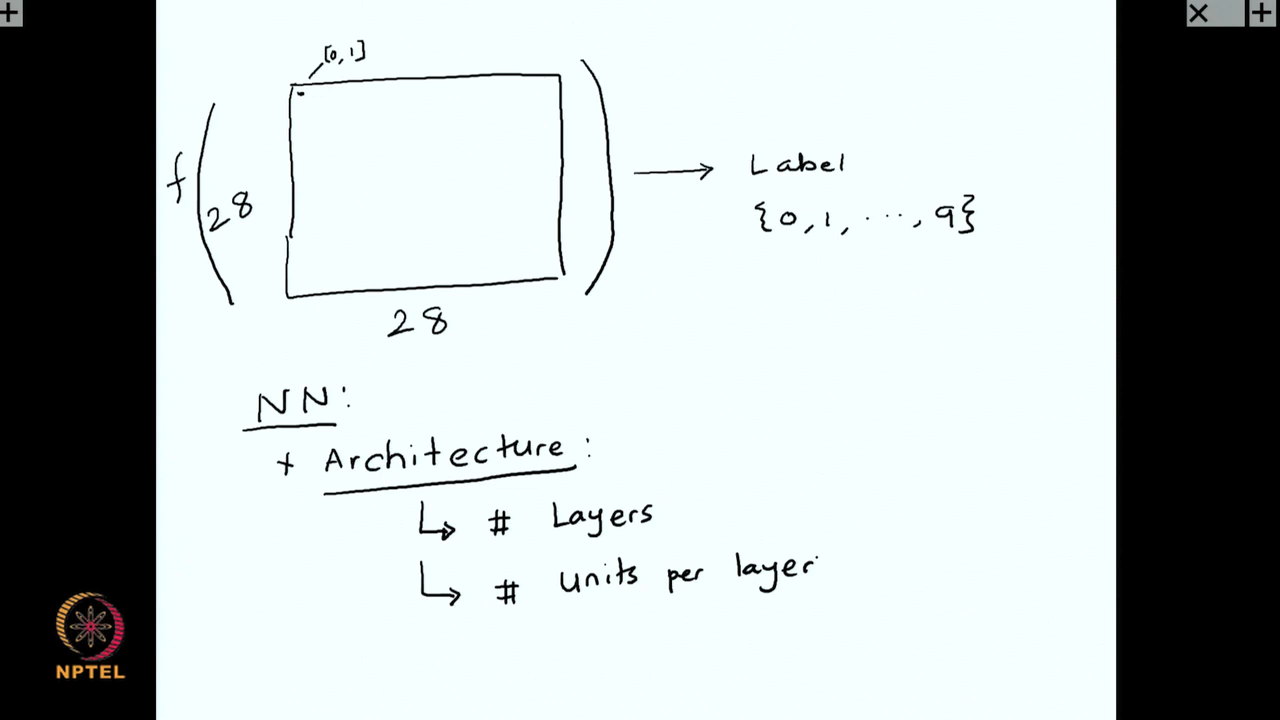 [0, 1]
f ( 28 ) → Label
{0, 1, ..., 9}
28
NN:
+ Architecture:
↳ # Layers
↳ # units per layer
NPTEL